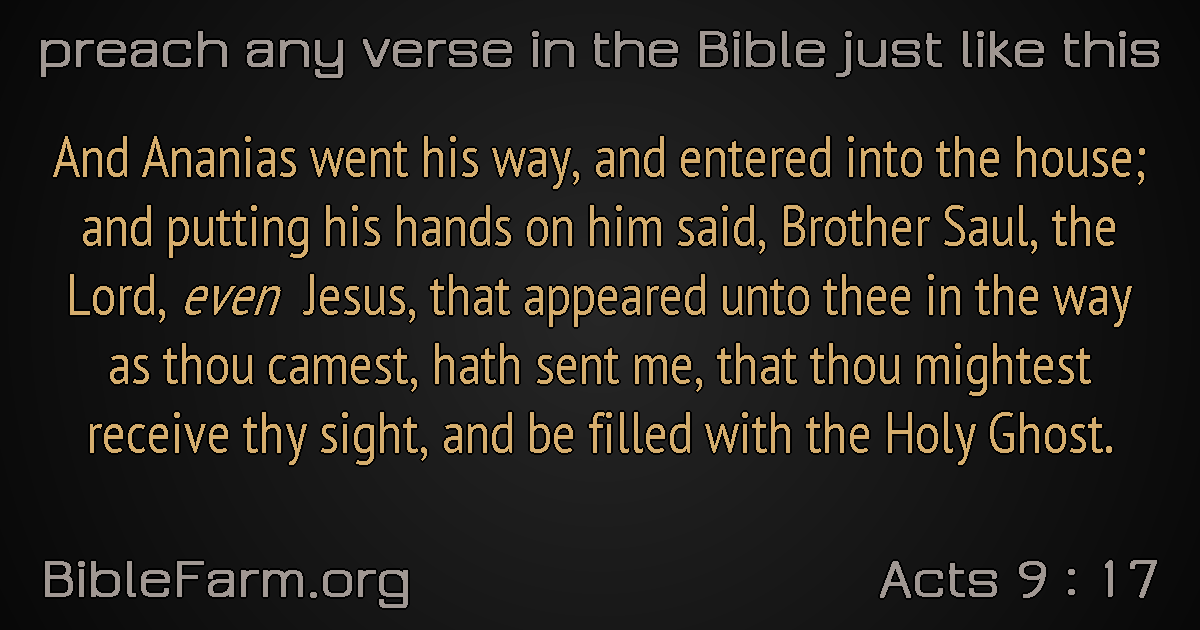 preach any verse in the Bible just like this
And Ananias went his way, and entered into the house;
and putting his hands on him said, Brother Saul, the
Lord, even Jesus, that appeared unto thee in the way
as thou camest, hath sent me, that thou mightest
receive thy sight, and be filled with the Holy Ghost.
BibleFarm.org
Acts 9 : 17